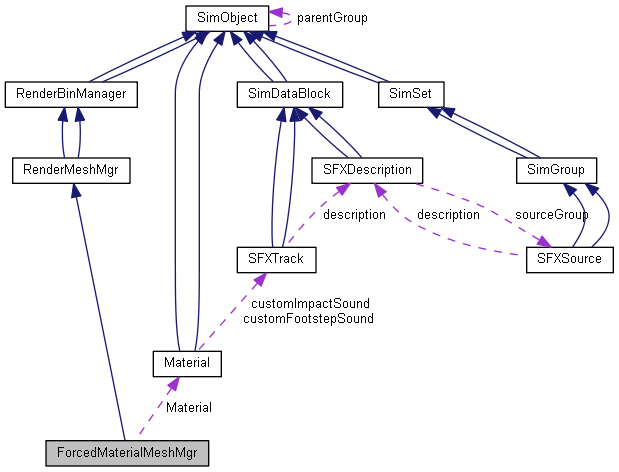 SimObject
parentGroup
RenderBinManager
SimDataBlock
SimSet
RenderMeshMgr
SFXDescription
SimGroup
description
description
sourceGroup
SFXTrack
SFXSource
customImpactSound
customFootstepSound
Material
Material
ForcedMaterialMeshMgr